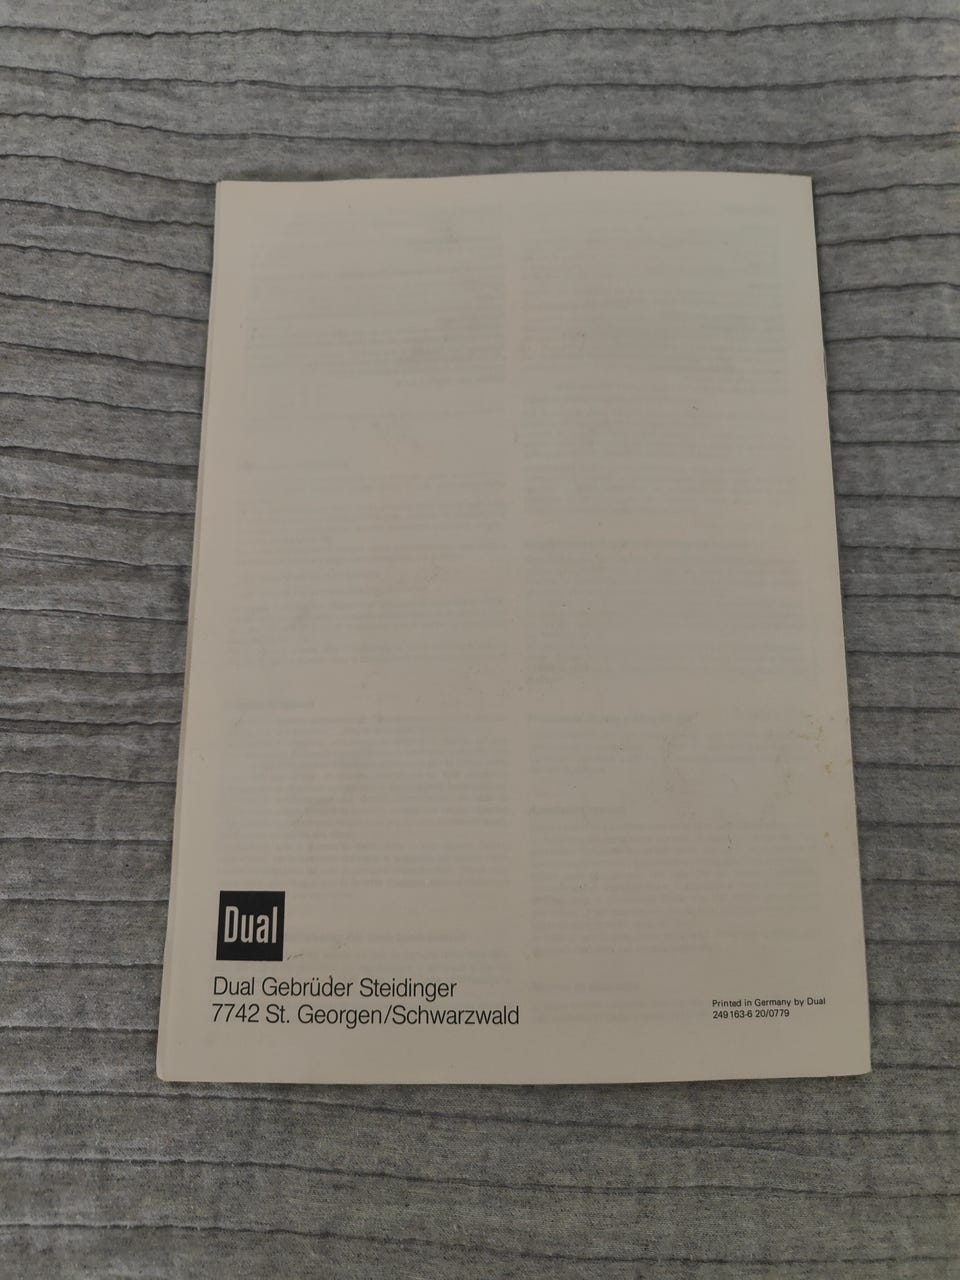 Dual
Dual Gebrüder Steidinger
7742 St. Georgen/Schwarzwald
Printed in Germany by Dual
249 163-6 20/0779